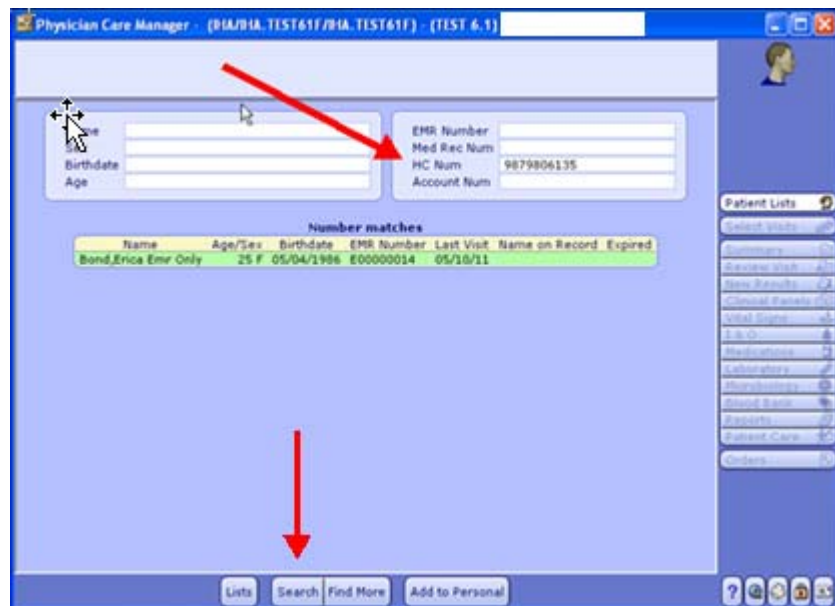 Physician Care Manager - (IHA/IHA.TEST61F/IHA.TEST61F) - (TEST 6.1)
Birthdate
Age
EMR Number
Med Rec Num
HC Num 9879806135
Account Num
Number matches
Name Age/Sex Birthdate EMR Number Last Visit Name on Record Expired
Bond,Erica Emr Only 25 F 05/04/1986 E00000014 05/10/11
Patient Lists
Select Visits
Summary
Review Visit
New Results
Clinical Panels
Vital Signs
I & O
Medications
Laboratory
Microbiology
Blood Bank
Reports
Patient Care
Orders
Lists Search Find More Add to Personal
?